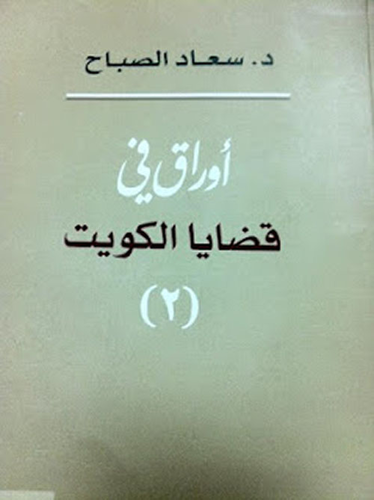 د. سعاد الصباح
أوراق في
قضايا الكويت
(٢)